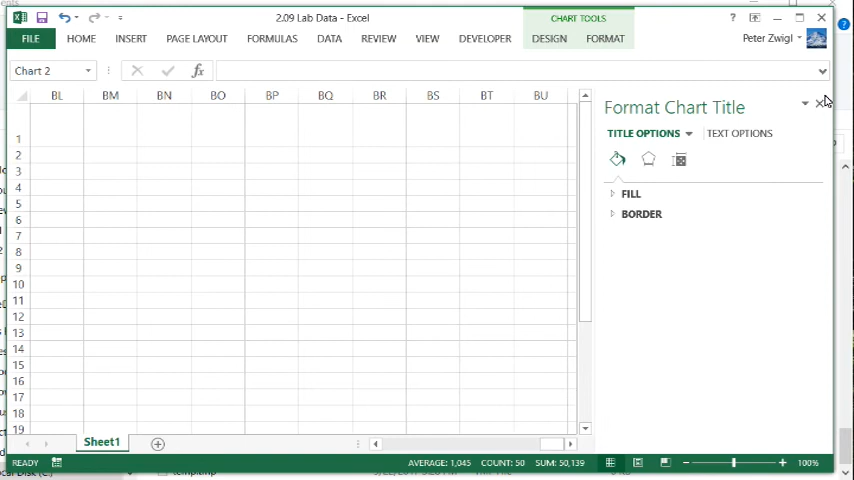 2.09 Lab Data - Excel
CHART TOOLS
FILE HOME INSERT PAGE LAYOUT FORMULAS DATA REVIEW VIEW DEVELOPER DESIGN FORMAT Peter Zwigl
Chart 2 fx
BL BM BN BO BP BQ BR BS BT BU
Format Chart Title
TITLE OPTIONS TEXT OPTIONS
FILL
BORDER
1
2
3
4
5
6
7
8
9
10
11
12
13
14
15
16
17
18
19
Sheet1
READY AVERAGE: 1,045 COUNT: 50 SUM: 50,139 100%